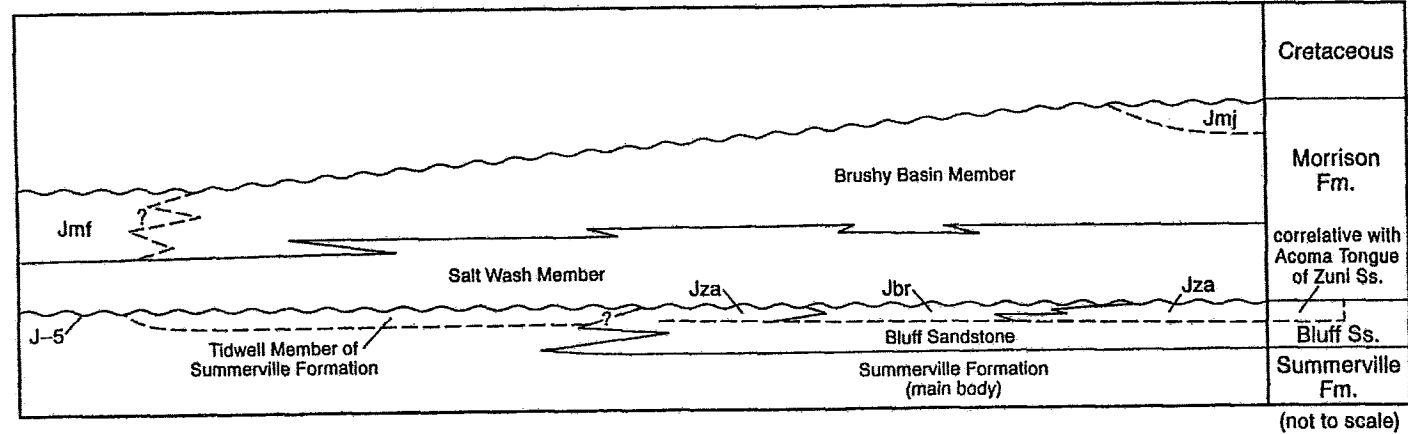 Cretaceous
Jmj
Morrison
Fm.
Brushy Basin Member
?
Jmf
correlative with
Acoma Tongue
of Zuni Ss.
Salt Wash Member
Jza
Jbr
Jza
?
J–5
Tidwell Member of
Summerville Formation
Bluff Sandstone
Bluff Ss.
Summerville Formation
(main body)
Summerville
Fm.
(not to scale)